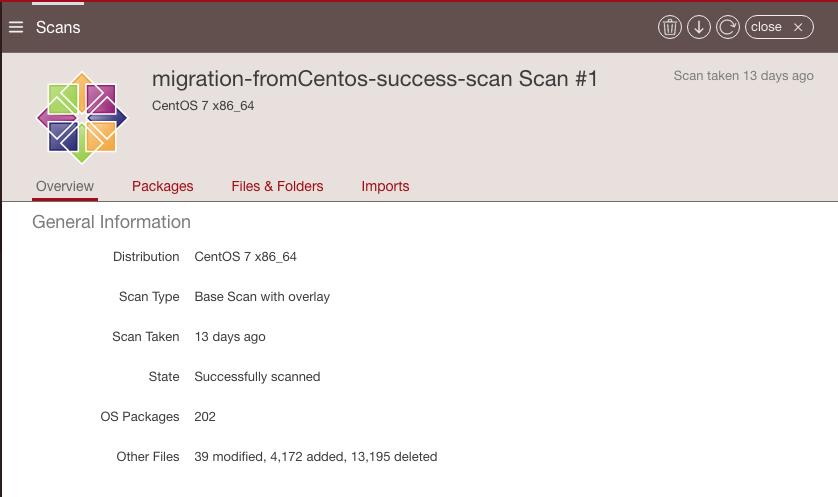 Scans
close
migration-fromCentos-success-scan Scan #1
Scan taken 13 days ago
CentOS 7 x86_64
Overview Packages Files & Folders Imports
General Information
Distribution CentOS 7 x86_64
Scan Type Base Scan with overlay
Scan Taken 13 days ago
State Successfully scanned
OS Packages 202
Other Files 39 modified, 4,172 added, 13,195 deleted